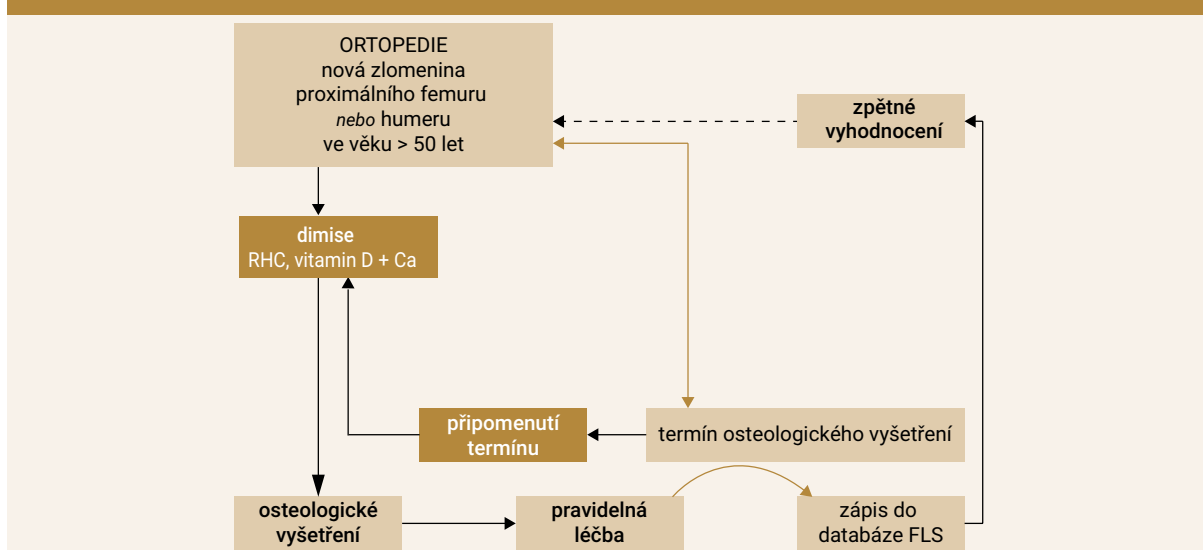 ORTOPEDIE
nová zlomenina
proximálního femuru
nebo humeru
ve věku > 50 let
zpětné
vyhodnocení
dimise
RHC, vitamin D + Ca
připomenutí
termínu
termín osteologického vyšetření
osteologické
vyšetření
pravidelná
léčba
zápis do
databáze FLS